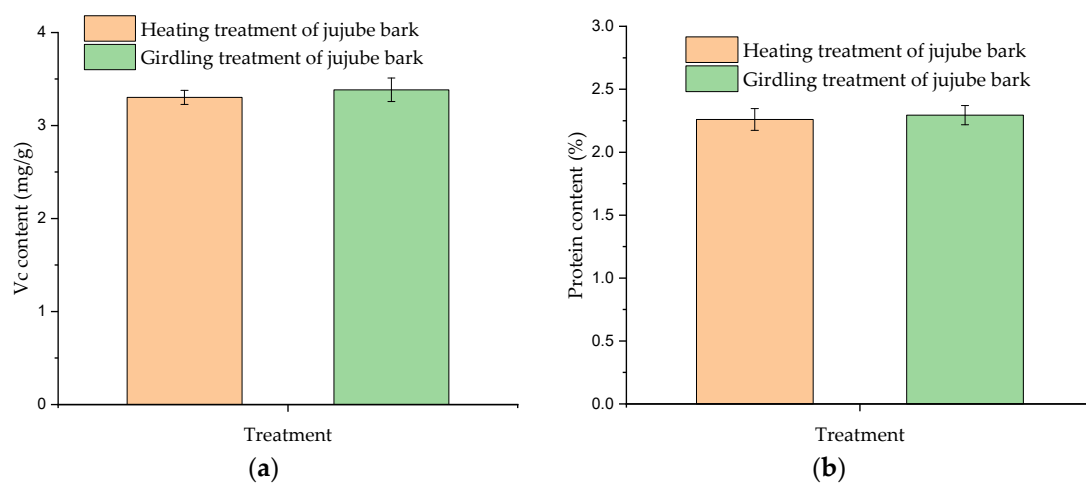 Heating treatment of jujube bark
Girdling treatment of jujube bark
Vc content (mg/g)
4
3
2
1
0
Treatment
(a)
Heating treatment of jujube bark
Girdling treatment of jujube bark
Protein content (%)
3.0
2.5
2.0
1.5
1.0
0.5
0.0
Treatment
(b)